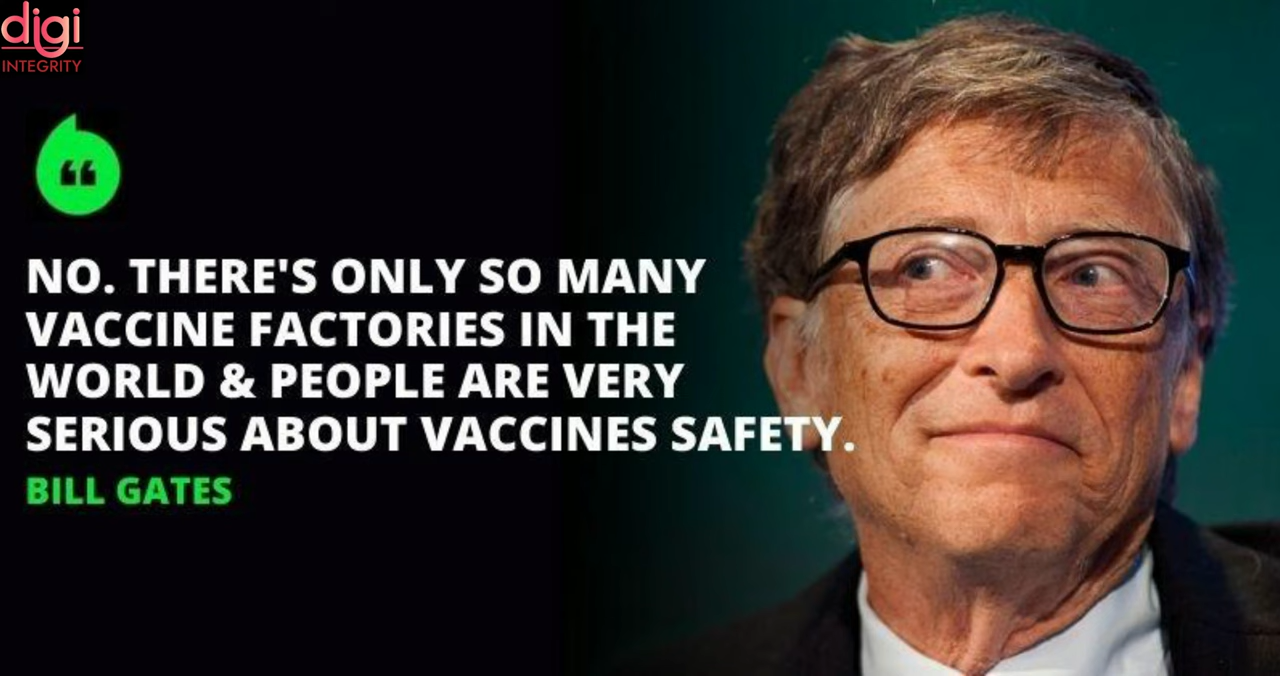 digi
INTEGRITY
“
NO. THERE'S ONLY SO MANY
VACCINE FACTORIES IN THE
WORLD & PEOPLE ARE VERY
SERIOUS ABOUT VACCINES SAFETY.
BILL GATES